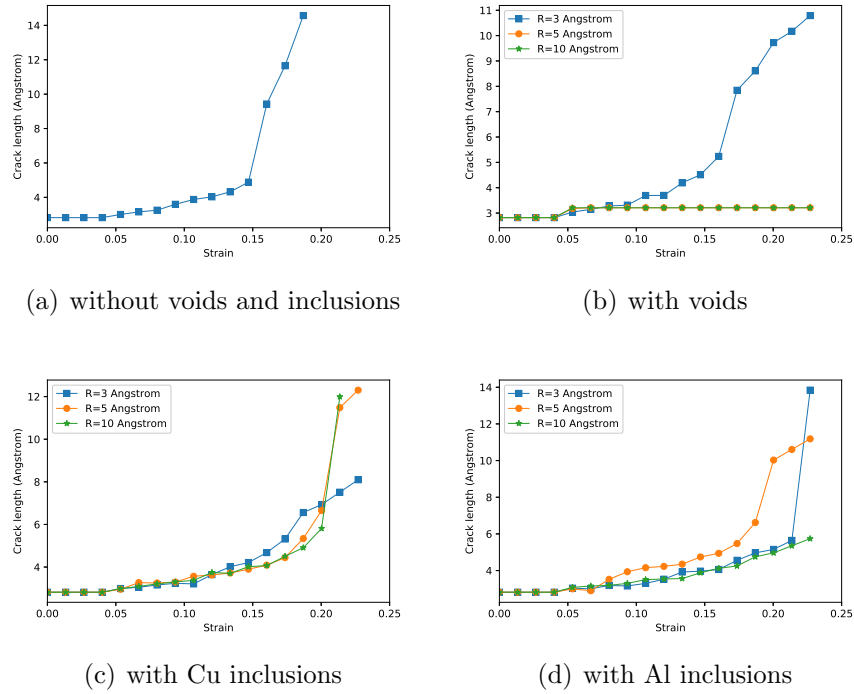 14
12
10
8
6
4
0.00 0.05 0.10 0.15 0.20 0.25
Crack length (Angstrom)
Strain
(a) without voids and inclusions
R=3 Angstrom
R=5 Angstrom
R=10 Angstrom
11
10
9
8
7
6
5
4
3
0.00 0.05 0.10 0.15 0.20 0.25
Crack length (Angstrom)
Strain
(b) with voids
R=3 Angstrom
R=5 Angstrom
R=10 Angstrom
12
10
8
6
4
0.00 0.05 0.10 0.15 0.20 0.25
Crack length (Angstrom)
Strain
(c) with Cu inclusions
R=3 Angstrom
R=5 Angstrom
R=10 Angstrom
14
12
10
8
6
4
0.00 0.05 0.10 0.15 0.20 0.25
Crack length (Angstrom)
Strain
(d) with Al inclusions